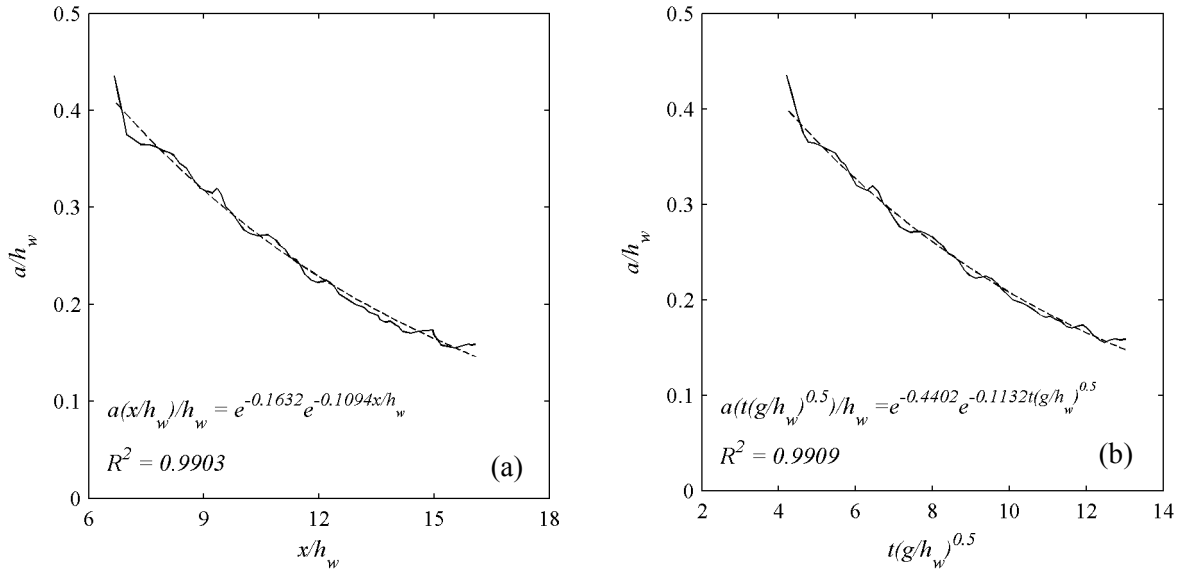 0.5
0.4
0.3
0.2
0.1
0
a/h_w
a(x/h_w)/h_w = e^{-0.1632}e^{-0.1094x/h_w}
R^2 = 0.9903
(a)
6 9 12 15 18
x/h_w
0.5
0.4
0.3
0.2
0.1
0
a/h_w
a(t(g/h_w)^{0.5})/h_w =e^{-0.4402}e^{-0.1132t(g/h_w)^{0.5}}
R^2 = 0.9909
(b)
2 4 6 8 10 12 14
t(g/h_w)^{0.5}